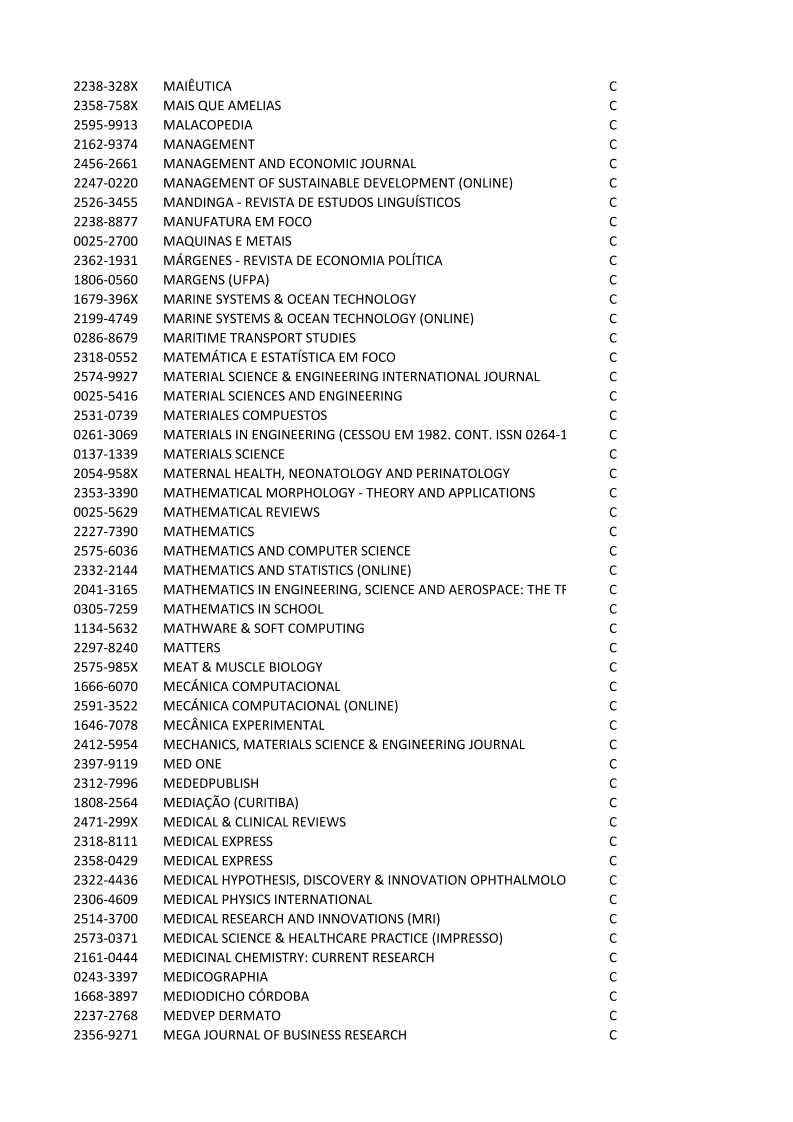 2238-328X MAIÊUTICA C
2358-758X MAIS QUE AMELIAS C
2595-9913 MALACOPEDIA C
2162-9374 MANAGEMENT C
2456-2661 MANAGEMENT AND ECONOMIC JOURNAL C
2247-0220 MANAGEMENT OF SUSTAINABLE DEVELOPMENT (ONLINE) C
2526-3455 MANDINGA - REVISTA DE ESTUDOS LINGUÍSTICOS C
2238-8877 MANUFATURA EM FOCO C
0025-2700 MAQUINAS E METAIS C
2362-1931 MÁRGENES - REVISTA DE ECONOMIA POLÍTICA C
1806-0560 MARGENS (UFPA) C
1679-396X MARINE SYSTEMS & OCEAN TECHNOLOGY C
2199-4749 MARINE SYSTEMS & OCEAN TECHNOLOGY (ONLINE) C
0286-8679 MARITIME TRANSPORT STUDIES C
2318-0552 MATEMÁTICA E ESTATÍSTICA EM FOCO C
2574-9927 MATERIAL SCIENCE & ENGINEERING INTERNATIONAL JOURNAL C
0025-5416 MATERIAL SCIENCES AND ENGINEERING C
2531-0739 MATERIALES COMPUESTOS C
0261-3069 MATERIALS IN ENGINEERING (CESSOU EM 1982. CONT. ISSN 0264-1 C
0137-1339 MATERIALS SCIENCE C
2054-958X MATERNAL HEALTH, NEONATOLOGY AND PERINATOLOGY C
2353-3390 MATHEMATICAL MORPHOLOGY - THEORY AND APPLICATIONS C
0025-5629 MATHEMATICAL REVIEWS C
2227-7390 MATHEMATICS C
2575-6036 MATHEMATICS AND COMPUTER SCIENCE C
2332-2144 MATHEMATICS AND STATISTICS (ONLINE) C
2041-3165 MATHEMATICS IN ENGINEERING, SCIENCE AND AEROSPACE: THE TR C
0305-7259 MATHEMATICS IN SCHOOL C
1134-5632 MATHWARE & SOFT COMPUTING C
2297-8240 MATTERS C
2575-985X MEAT & MUSCLE BIOLOGY C
1666-6070 MECÁNICA COMPUTACIONAL C
2591-3522 MECÁNICA COMPUTACIONAL (ONLINE) C
1646-7078 MECÂNICA EXPERIMENTAL C
2412-5954 MECHANICS, MATERIALS SCIENCE & ENGINEERING JOURNAL C
2397-9119 MED ONE C
2312-7996 MEDEDPUBLISH C
1808-2564 MEDIAÇÃO (CURITIBA) C
2471-299X MEDICAL & CLINICAL REVIEWS C
2318-8111 MEDICAL EXPRESS C
2358-0429 MEDICAL EXPRESS C
2322-4436 MEDICAL HYPOTHESIS, DISCOVERY & INNOVATION OPHTHALMOLO C
2306-4609 MEDICAL PHYSICS INTERNATIONAL C
2514-3700 MEDICAL RESEARCH AND INNOVATIONS (MRI) C
2573-0371 MEDICAL SCIENCE & HEALTHCARE PRACTICE (IMPRESSO) C
2161-0444 MEDICINAL CHEMISTRY: CURRENT RESEARCH C
0243-3397 MEDICOGRAPHIA C
1668-3897 MEDIODICHO CÓRDOBA C
2237-2768 MEDVEP DERMATO C
2356-9271 MEGA JOURNAL OF BUSINESS RESEARCH C